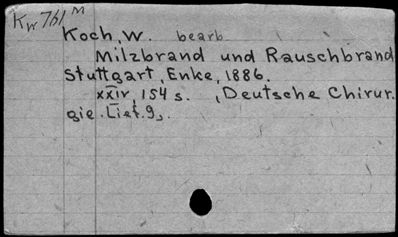 Kw 761 M
Koch, W. bearb
Milzbrand und Rauschbrand
Stuttgart, Enke, 1886.
xxiv, 154 s. (Deutsche Chirur.
gie. Lief. 9).